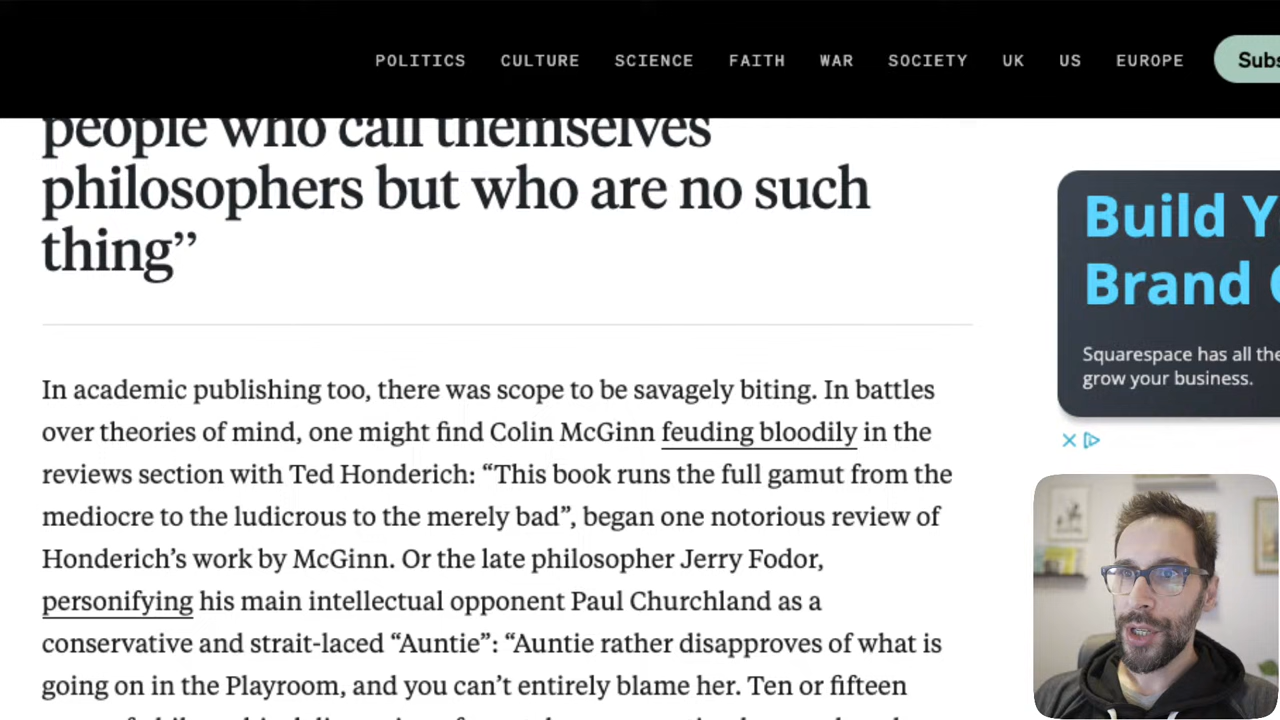 POLITICS CULTURE SCIENCE FAITH WAR SOCIETY UK US EUROPE Subs
people who call themselves
philosophers but who are no such
thing”
In academic publishing too, there was scope to be savagely biting. In battles
over theories of mind, one might find Colin McGinn feuding bloodily in the
reviews section with Ted Honderich: “This book runs the full gamut from the
mediocre to the ludicrous to the merely bad”, began one notorious review of
Honderich’s work by McGinn. Or the late philosopher Jerry Fodor,
personifying his main intellectual opponent Paul Churchland as a
conservative and strait-laced “Auntie”: “Auntie rather disapproves of what is
going on in the Playroom, and you can’t entirely blame her. Ten or fifteen
Build Y
Brand
Squarespace has all the
grow your business.